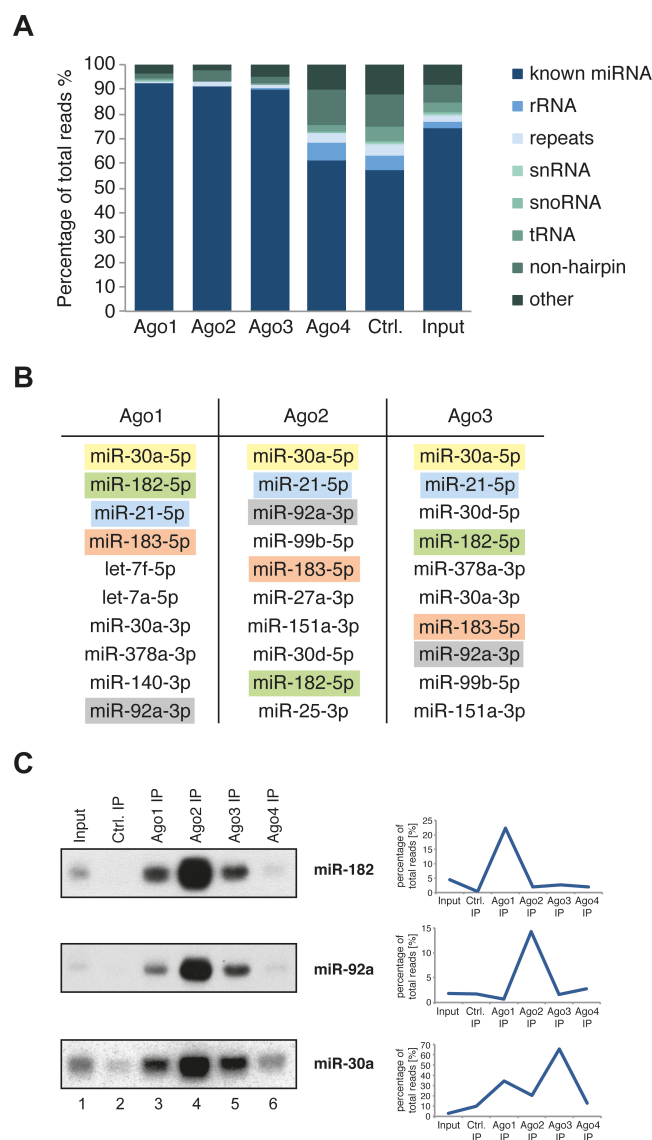 A
Percentage of total reads %
100
90
80
70
60
50
40
30
20
10
0
Ago1 Ago2 Ago3 Ago4 Ctrl. Input
known miRNA
rRNA
repeats
snRNA
snoRNA
tRNA
non-hairpin
other
B
Ago1 Ago2 Ago3
miR-30a-5p miR-30a-5p miR-30a-5p
miR-182-5p miR-21-5p miR-21-5p
miR-21-5p miR-92a-3p miR-30d-5p
miR-183-5p miR-99b-5p miR-182-5p
let-7f-5p miR-183-5p miR-378a-3p
let-7a-5p miR-27a-3p miR-30a-3p
miR-30a-3p miR-151a-3p miR-183-5p
miR-378a-3p miR-30d-5p miR-92a-3p
miR-140-3p miR-182-5p miR-99b-5p
miR-92a-3p miR-25-3p miR-151a-3p
C
Input Ctrl. IP Ago1 IP Ago2 IP Ago3 IP Ago4 IP
miR-182
miR-92a
miR-30a
1 2 3 4 5 6
percentage of
total reads [%]
25
20
15
10
5
0
Input Ctrl. Ago1 Ago2 Ago3 Ago4
IP IP IP IP IP
percentage of
total reads [%]
15
10
5
0
Input Ctrl. Ago1 Ago2 Ago3 Ago4
IP IP IP IP IP
percentage of
total reads [%]
70
60
50
40
30
20
10
0
Input Ctrl. Ago1 Ago2 Ago3 Ago4
IP IP IP IP IP